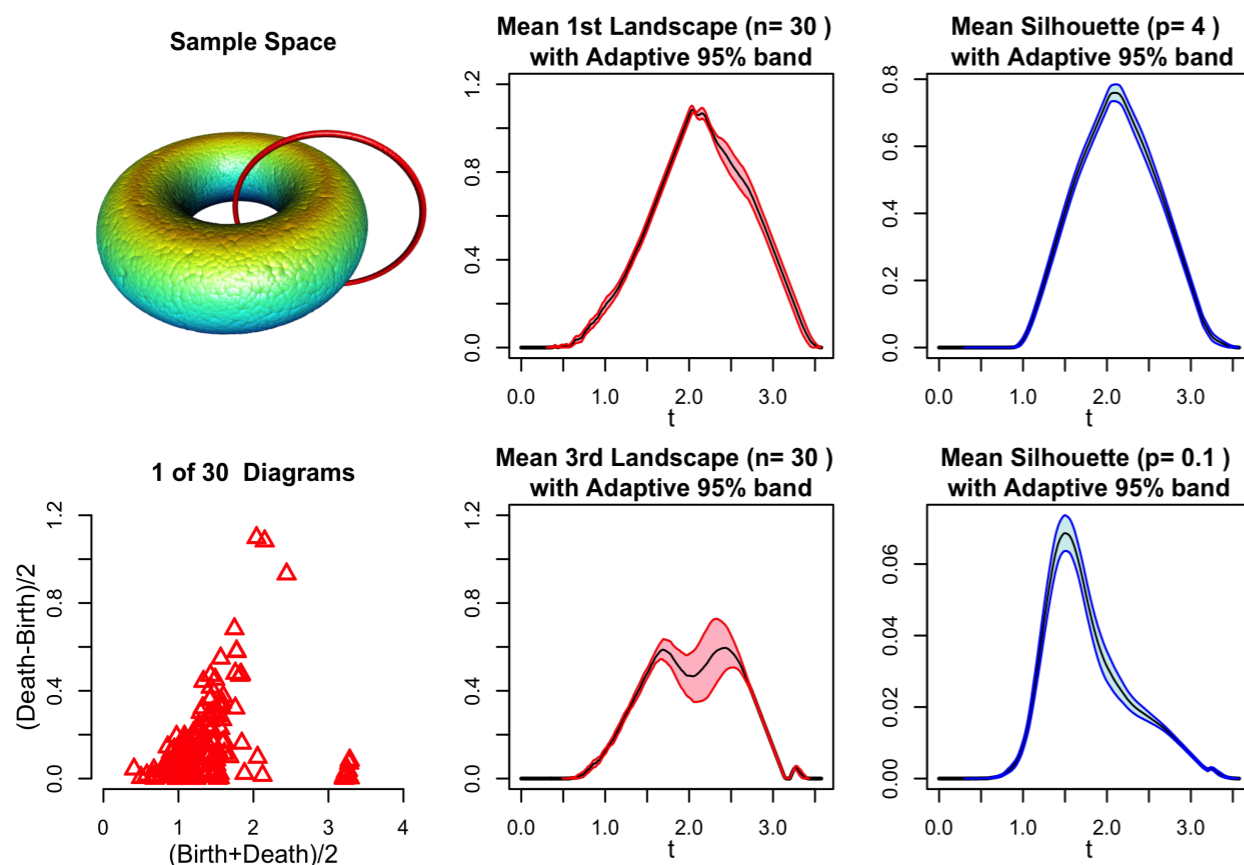 Sample Space
Mean 1st Landscape (n= 30 )
with Adaptive 95% band
0.0
0.4
0.8
1.2
0.0
1.0
2.0
3.0
t
Mean Silhouette (p= 4 )
with Adaptive 95% band
0.0
0.2
0.4
0.6
0.8
0.0
1.0
2.0
3.0
t
1 of 30 Diagrams
(Death-Birth)/2
0.0
0.4
0.8
1.2
0
1
2
3
4
(Birth+Death)/2
Mean 3rd Landscape (n= 30 )
with Adaptive 95% band
0.0
0.4
0.8
1.2
0.0
1.0
2.0
3.0
t
Mean Silhouette (p= 0.1 )
with Adaptive 95% band
0.00
0.02
0.04
0.06
0.0
1.0
2.0
3.0
t